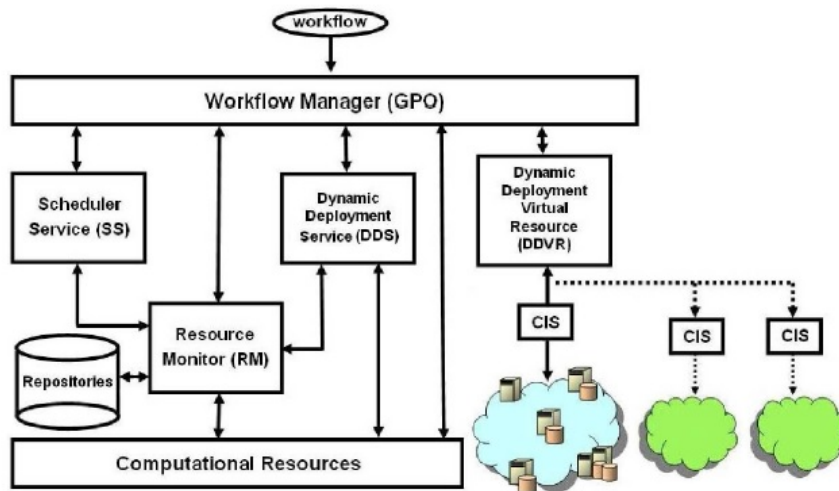 workflow
Workflow Manager (GPO)
Scheduler
Service (SS)
Dynamic
Deployment
Service (DDS)
Dynamic
Deployment
Virtual
Resource
(DDVR)
Resource
Monitor (RM)
Repositories
CIS
CIS
CIS
Computational Resources